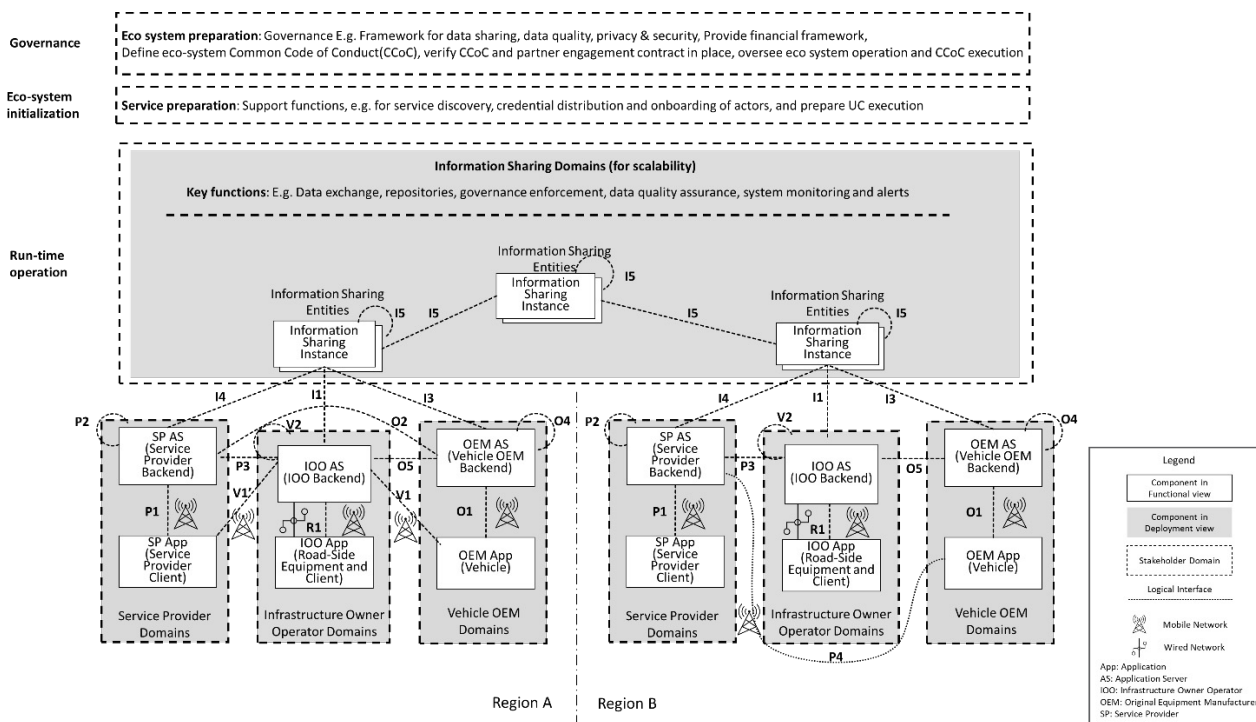 Governance
Eco system preparation: Governance E.g. Framework for data sharing, data quality, privacy & security, Provide financial framework,
Define eco-system Common Code of Conduct(CCoC), verify CCoC and partner engagement contract in place, oversee eco system operation and CCoC execution
Eco-system
initialization
Service preparation: Support functions, e.g. for service discovery, credential distribution and onboarding of actors, and prepare UC execution
Run-time
operation
Information Sharing Domains (for scalability)
Key functions: E.g. Data exchange, repositories, governance enforcement, data quality assurance, system monitoring and alerts
Information Sharing
Entities
I5
Information
Sharing
Instance
Information Sharing
Entities
I5
Information
Sharing
Instance
Information Sharing
Entities
I5
Information
Sharing
Instance
I5
I5
I4
I1
I3
P2
V2
O2
O4
SP AS
(Service
Provider
Backend)
P3
IOO AS
(IOO Backend)
O5
OEM AS
(Vehicle OEM
Backend)
P1
V1'
R1
V1
O1
SP App
(Service
Provider
Client)
IOO App
(Road-Side
Equipment and
Client)
OEM App
(Vehicle)
Service Provider
Domains
Infrastructure Owner
Operator Domains
Vehicle OEM
Domains
Region A
I4
I1
I3
P2
V2
O4
SP AS
(Service
Provider
Backend)
P3
IOO AS
(IOO Backend)
O5
OEM AS
(Vehicle OEM
Backend)
P1
R1
O1
SP App
(Service
Provider
Client)
IOO App
(Road-Side
Equipment and
Client)
OEM App
(Vehicle)
Service Provider
Domains
Infrastructure Owner
Operator Domains
Vehicle OEM
Domains
P4
Region B
Legend
Component in
Functional view
Component in
Deployment view
Stakeholder Domain
Logical Interface
Mobile Network
Wired Network
App: Application
AS: Application Server
IOO: Infrastructure Owner Operator
OEM: Original Equipment Manufacturer
SP: Service Provider